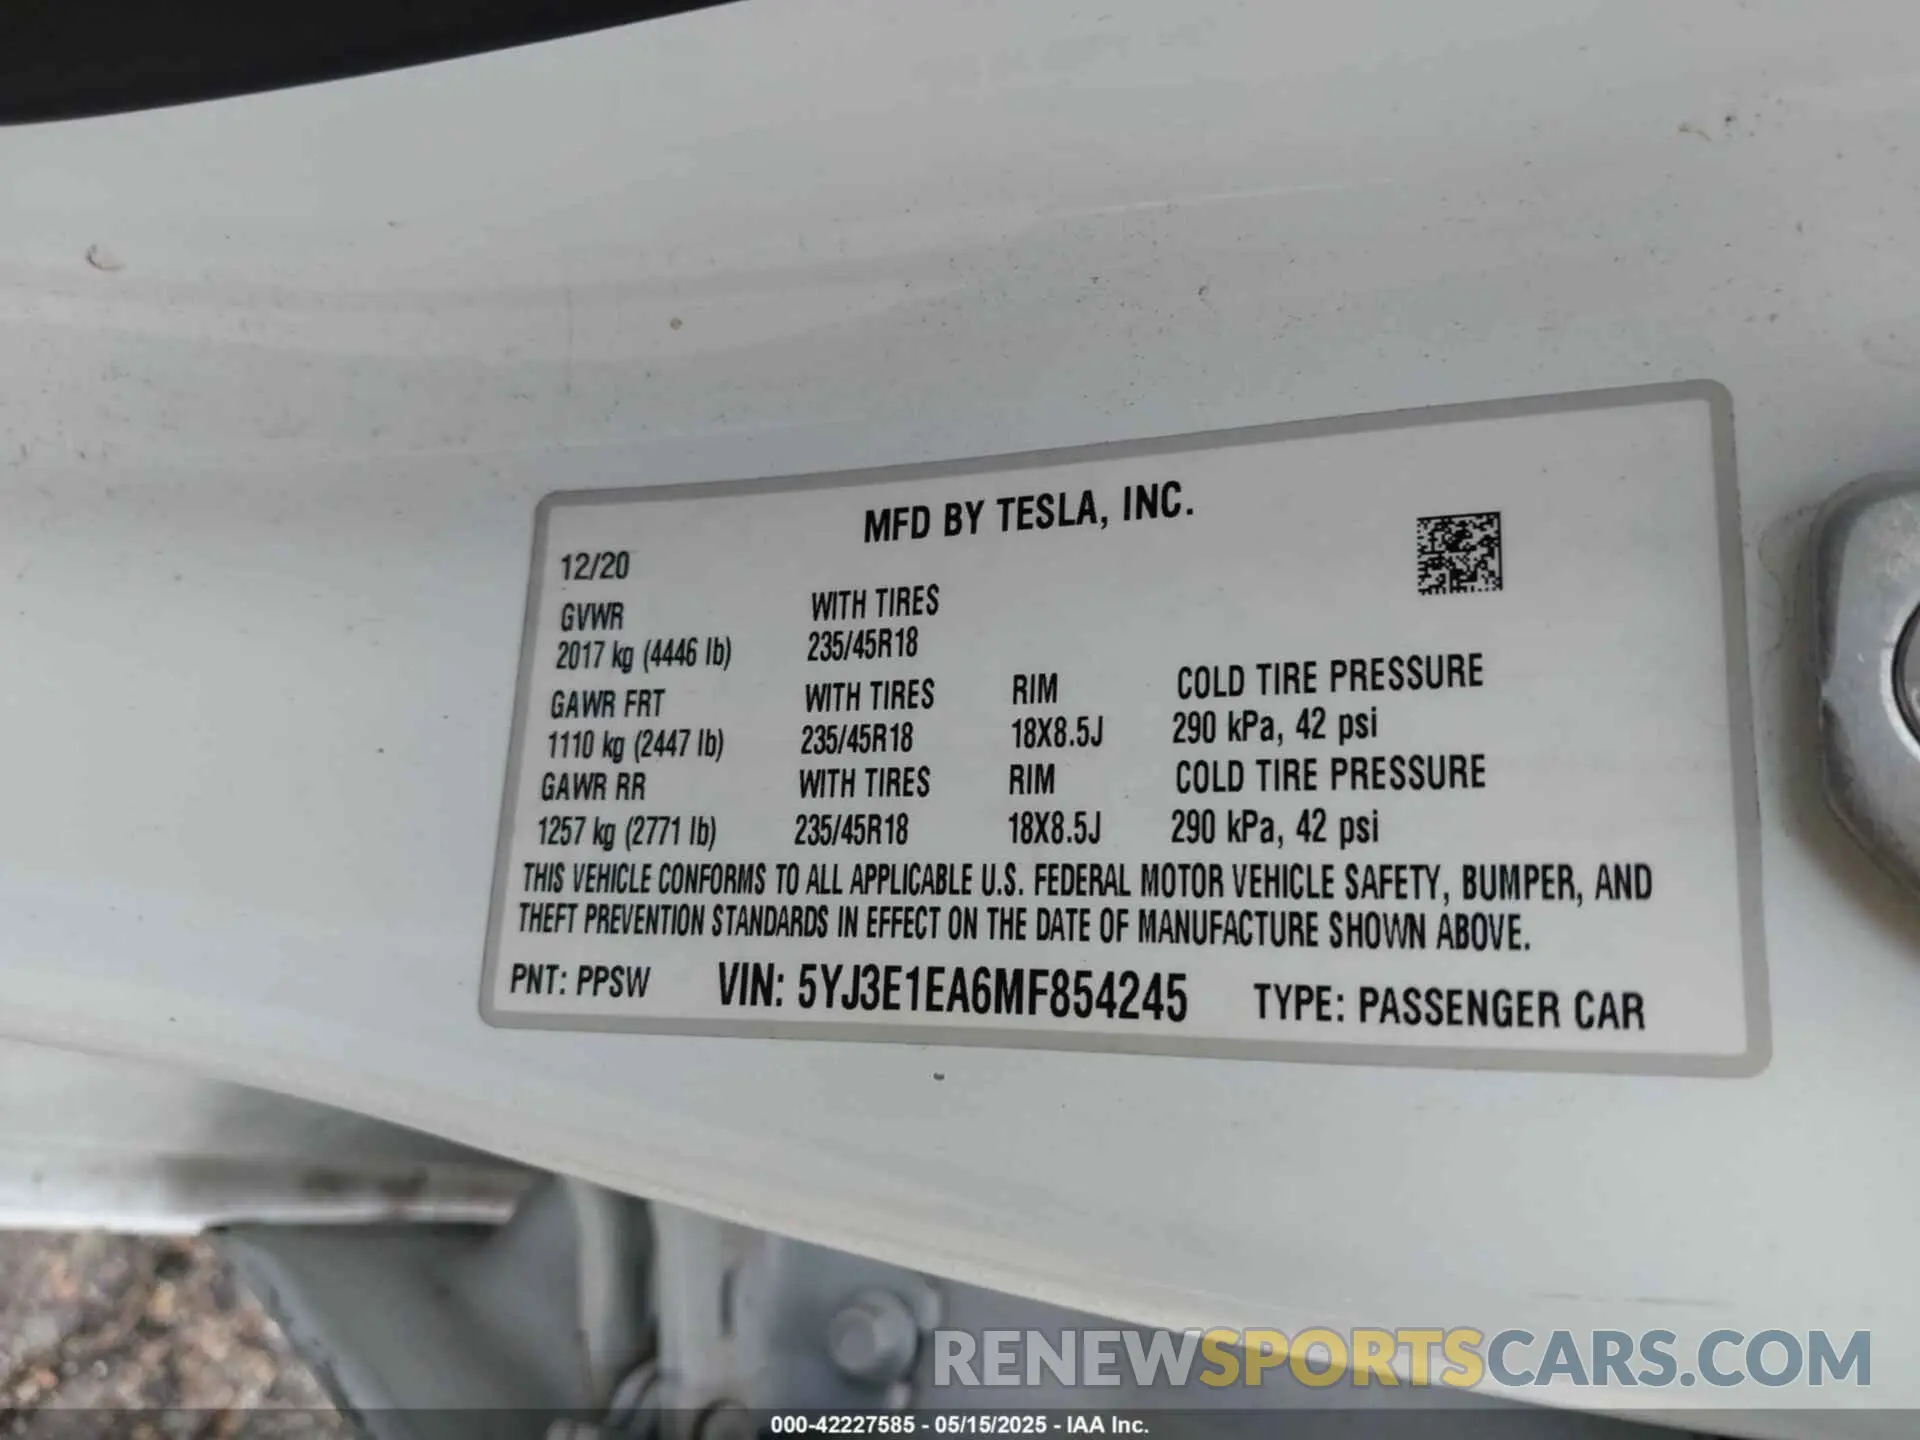 MFD BY TESLA, INC.
12/20
GVWR WITH TIRES
2017 kg (4446 lb) 235/45R18
GAWR FRT WITH TIRES RIM COLD TIRE PRESSURE
1110 kg (2447 lb) 235/45R18 18X8.5J 290 kPa, 42 psi
GAWR RR WITH TIRES RIM COLD TIRE PRESSURE
1257 kg (2771 lb) 235/45R18 18X8.5J 290 kPa, 42 psi
THIS VEHICLE CONFORMS TO ALL APPLICABLE U.S. FEDERAL MOTOR VEHICLE SAFETY, BUMPER, AND
THEFT PREVENTION STANDARDS IN EFFECT ON THE DATE OF MANUFACTURE SHOWN ABOVE.
PNT: PPSW VIN: 5YJ3E1EA6MF854245 TYPE: PASSENGER CAR
RENEWSPORTSCARS.COM
000-42227585 - 05/15/2025 - IAA Inc.